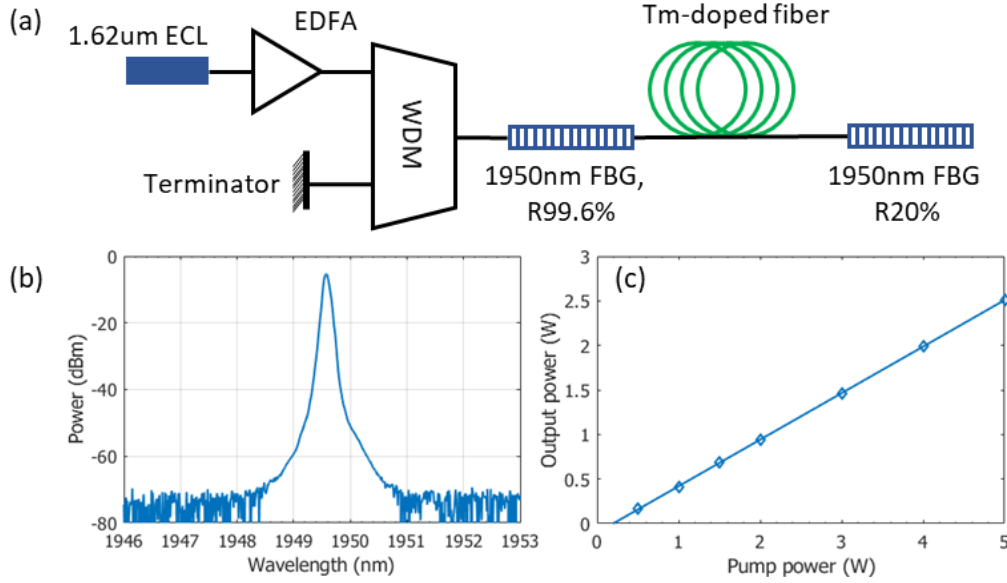 (a)
1.62um ECL
EDFA
Tm-doped fiber
WDM
Terminator
1950nm FBG,
R99.6%
1950nm FBG
R20%
(b)
0
-20
-40
-60
-80
Power (dBm)
1946 1947 1948 1949 1950 1951 1952 1953
Wavelength (nm)
(c)
3
2.5
2
1.5
1
0.5
0
Output power (W)
0 1 2 3 4 5
Pump power (W)